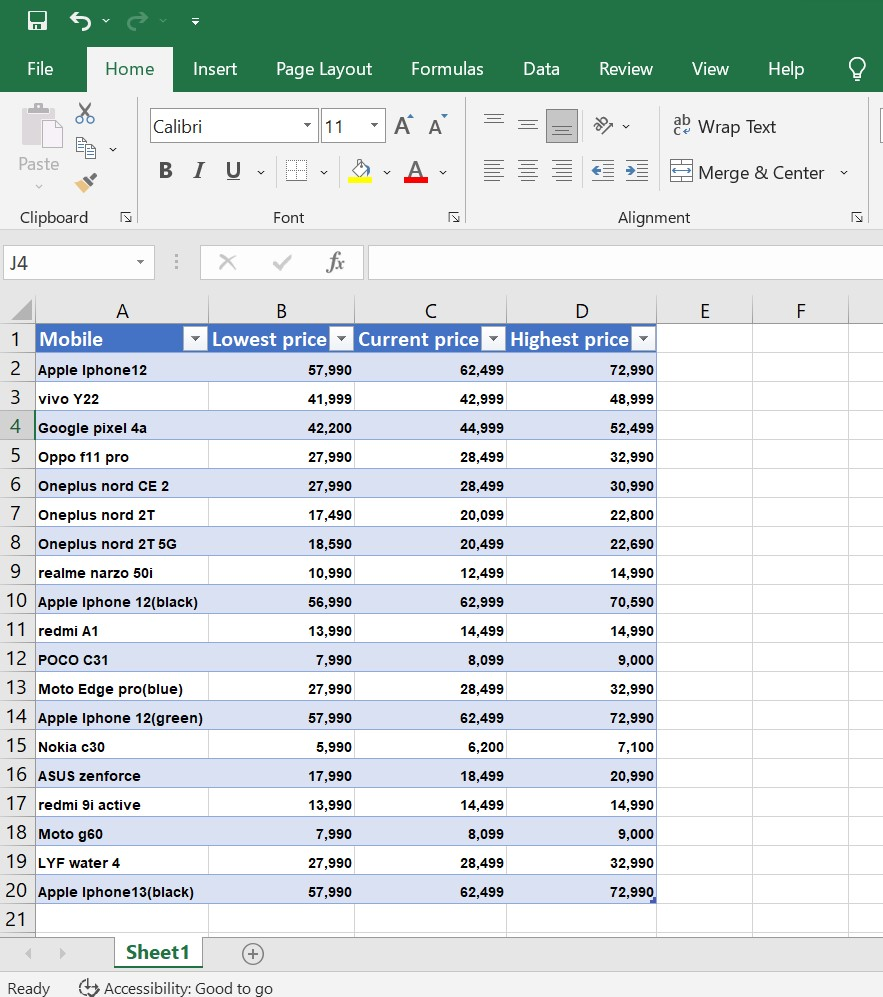 File Home Insert Page Layout Formulas Data Review View Help
Calibri 11 A A ab Wrap Text
Paste c
B I U A Merge & Center
Clipboard Font Alignment
J4 fx
A B C D E F
1 Mobile Lowest price Current price Highest price
2 Apple Iphone12 57,990 62,499 72,990
3 vivo Y22 41,999 42,999 48,999
4 Google pixel 4a 42,200 44,999 52,499
5 Oppo f11 pro 27,990 28,499 32,990
6 Oneplus nord CE 2 27,990 28,499 30,990
7 Oneplus nord 2T 17,490 20,099 22,800
8 Oneplus nord 2T 5G 18,590 20,499 22,690
9 realme narzo 50i 10,990 12,499 14,990
10 Apple Iphone 12(black) 56,990 62,999 70,590
11 redmi A1 13,990 14,499 14,990
12 POCO C31 7,990 8,099 9,000
13 Moto Edge pro(blue) 27,990 28,499 32,990
14 Apple Iphone 12(green) 57,990 62,499 72,990
15 Nokia c30 5,990 6,200 7,100
16 ASUS zenforce 17,990 18,499 20,990
17 redmi 9i active 13,990 14,499 14,990
18 Moto g60 7,990 8,099 9,000
19 LYF water 4 27,990 28,499 32,990
20 Apple Iphone13(black) 57,990 62,499 72,990
21
Sheet1
Ready Accessibility: Good to go